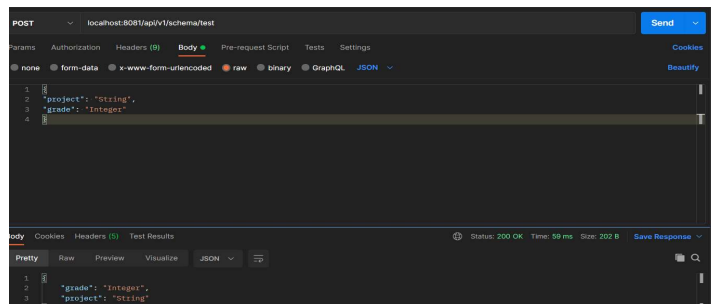 POST localhost:8081/api/v1/schema/test Send
Params Authorization Headers (9) Body Pre-request Script Tests Settings Cookies
none form-data x-www-form-urlencoded raw binary GraphQL JSON Beautify
1 {
2 "project": "String",
3 "grade": "Integer"
4 }
Body Cookies Headers (5) Test Results Status: 200 OK Time: 59 ms Size: 202 B Save Response
Pretty Raw Preview Visualize JSON
1 {
2 "grade": "Integer",
3 "project": "String"